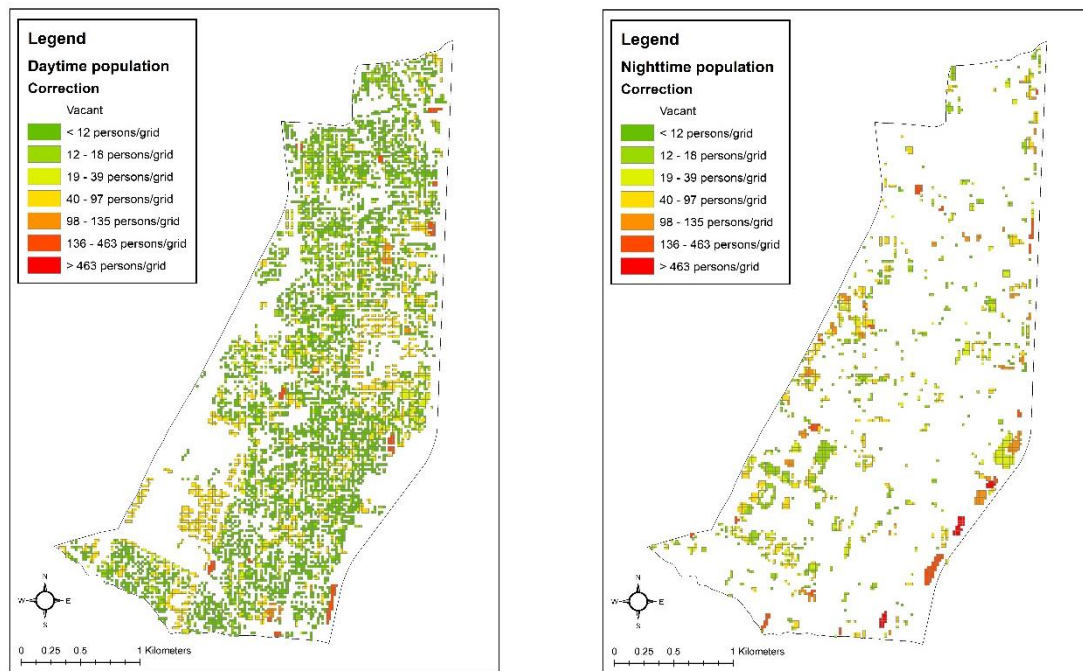 Legend
Daytime population
Correction
Vacant
< 12 persons/grid
12 - 18 persons/grid
19 - 39 persons/grid
40 - 97 persons/grid
98 - 135 persons/grid
136 - 463 persons/grid
> 463 persons/grid
N
W E
S
0 0.25 0.5 1 Kilometers
Legend
Nighttime population
Correction
Vacant
< 12 persons/grid
12 - 18 persons/grid
19 - 39 persons/grid
40 - 97 persons/grid
98 - 135 persons/grid
136 - 463 persons/grid
> 463 persons/grid
N
W E
S
0 0.25 0.5 1 Kilometers